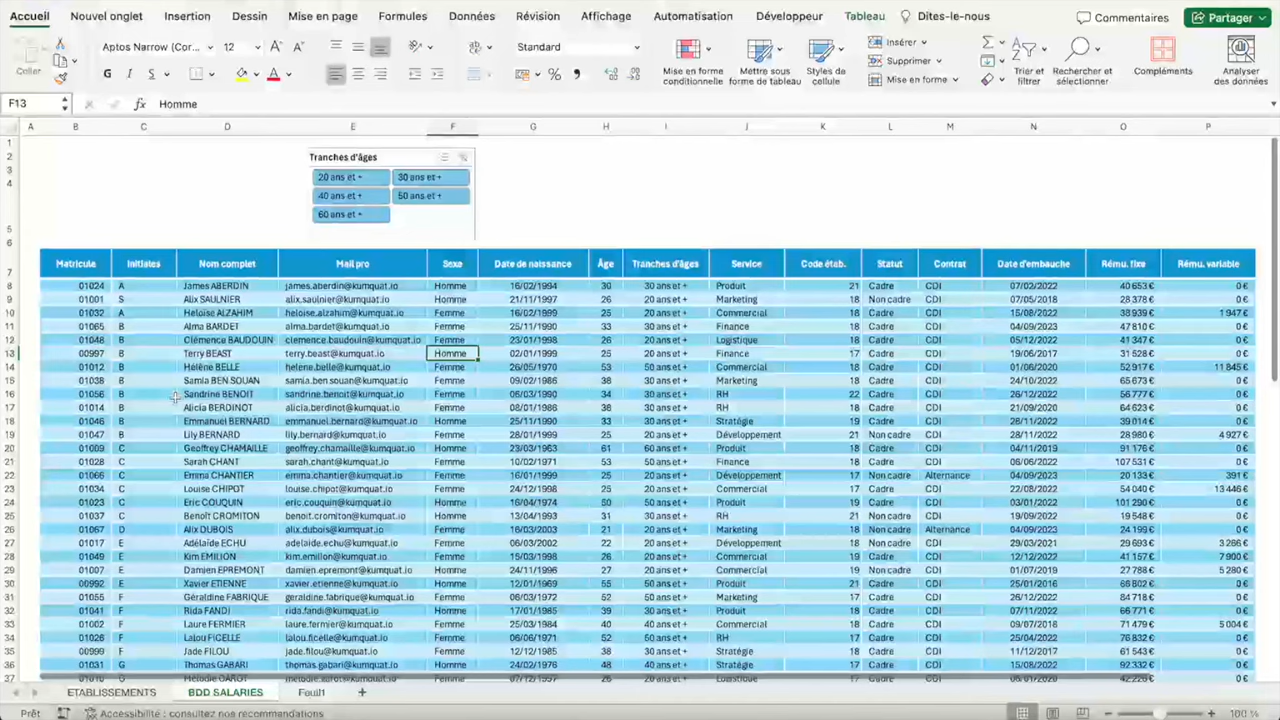 Accueil Nouvel onglet Insertion Dessin Mise en page Formules Données Révision Affichage Automatisation Développeur Tableau Dites-le-nous Commentaires Partager
Coller Aptos Narrow (Cor... 12 A A Standard Mise en forme conditionnelle Mettre sous forme de tableau Styles de cellule Insérer Supprimer Mise en forme Trier et filtrer Rechercher et sélectionner Compléments Analyser des données
G I S % 9
F13 fx Homme
A B C D E F G H I J K L M N O P
Tranches d'âges
20 ans et + 30 ans et +
40 ans et + 50 ans et +
60 ans et +
Matricule Initiales Nom complet Mail pro Sexe Date de naissance Âge Tranches d'âges Service Code étab. Statut Contrat Date d'embauche Rému. fixe Rému. variable
8 01024 A James ABERDIN james.aberdin@kumquat.io Homme 16/02/1994 30 30 ans et + Produit 21 Cadre CDI 07/02/2022 40 653 € 0 €
9 01001 S Alix SAULNIER alix.saulnier@kumquat.io Homme 21/11/1997 26 20 ans et + Marketing 18 Non cadre CDI 07/05/2018 28 378 € 0 €
10 01032 A Heloïse ALZAHIM heloise.alzahim@kumquat.io Femme 16/02/1999 25 20 ans et + Commercial 18 Cadre CDI 15/08/2022 38 939 € 1 947 €
11 01065 B Alma BARDET alma.bardet@kumquat.io Femme 25/11/1990 33 30 ans et + Finance 18 Cadre CDI 04/09/2023 47 810 € 0 €
12 01048 B Clémence BAUDOUIN clemence.baudouin@kumquat.io Femme 23/01/1998 26 20 ans et + Logistique 18 Cadre CDI 05/12/2022 41 347 € 0 €
13 00997 B Terry BEAST terry.beast@kumquat.io Homme 02/01/1999 25 20 ans et + Finance 17 Cadre CDI 19/06/2017 31 528 € 0 €
14 01012 B Hélène BELLE helene.belle@kumquat.io Femme 26/05/1970 53 50 ans et + Commercial 18 Cadre CDI 01/06/2020 52 917 € 11 845 €
15 01038 B Samia BEN SOUAN samia.ben.souan@kumquat.io Femme 09/02/1986 38 30 ans et + Marketing 18 Cadre CDI 24/10/2022 65 673 € 0 €
16 01056 B Sandrine BENOIT sandrine.benoit@kumquat.io Femme 06/03/1990 34 30 ans et + RH 22 Cadre CDI 26/12/2022 56 777 € 0 €
17 01014 B Alicia BERDINOT alicia.berdinot@kumquat.io Femme 08/01/1986 38 30 ans et + RH 18 Cadre CDI 21/09/2020 64 623 € 0 €
18 01046 B Emmanuel BERNARD emmanuel.bernard@kumquat.io Homme 25/11/1990 33 30 ans et + Stratégie 19 Cadre CDI 28/11/2022 39 014 € 0 €
19 01047 B Lily BERNARD lily.bernard@kumquat.io Femme 28/01/1999 25 20 ans et + Développement 21 Non cadre CDI 28/11/2022 28 980 € 4 927 €
20 01009 C Geoffrey CHAMAILLE geoffrey.chamaille@kumquat.io Homme 23/03/1963 61 60 ans et + Produit 18 Cadre CDI 04/11/2019 91 176 € 0 €
21 01028 C Sarah CHANT sarah.chant@kumquat.io Femme 10/02/1971 53 50 ans et + Finance 18 Cadre CDI 06/06/2022 107 531 € 0 €
22 01066 C Emma CHANTIER emma.chantier@kumquat.io Femme 22/05/1999 25 20 ans et + Développement 17 Non cadre Alternance 04/09/2023 20 133 € 391 €
23 01034 C Louise CHIPOT louise.chipot@kumquat.io Femme 24/12/1998 25 20 ans et + Commercial 17 Cadre CDI 22/08/2022 54 040 € 13 446 €
24 01023 C Eric COUQUIN eric.couquin@kumquat.io Homme 16/04/1974 50 50 ans et + Produit 19 Cadre CDI 03/01/2022 101 298 € 0 €
25 01037 C Benoît CROMITON benoit.cromiton@kumquat.io Homme 13/04/1993 31 30 ans et + RH 17 Non cadre CDI 19/09/2022 19 548 € 0 €
26 01067 D Alix DUBOIS alix.dubois@kumquat.io Homme 16/03/2003 21 20 ans et + Marketing 18 Non cadre Alternance 04/09/2023 24 199 € 0 €
27 01017 E Adélaïde ECHU adelaide.echu@kumquat.io Femme 06/03/2002 22 20 ans et + Développement 18 Non cadre CDI 29/03/2021 29 693 € 3 266 €
28 01049 E Kim EMILION kim.emilion@kumquat.io Femme 15/03/1998 26 20 ans et + Commercial 19 Cadre CDI 12/12/2022 41 157 € 7 900 €
29 01007 E Damien EPREMONT damien.epremont@kumquat.io Homme 24/11/1996 27 20 ans et + Commercial 19 Non cadre CDI 01/07/2019 27 788 € 5 280 €
30 00992 E Xavier ETIENNE xavier.etienne@kumquat.io Homme 12/01/1969 55 50 ans et + Produit 21 Cadre CDI 25/01/2016 66 802 € 0 €
31 01055 F Géraldine FABRIQUE geraldine.fabrique@kumquat.io Femme 06/03/1972 52 50 ans et + Marketing 17 Cadre CDI 26/12/2022 84 718 € 0 €
32 01041 F Rida FANDI rida.fandi@kumquat.io Homme 17/01/1985 39 30 ans et + Produit 18 Cadre CDI 07/11/2022 66 771 € 0 €
33 01002 F Laure FERMIER laure.fermier@kumquat.io Femme 25/03/1984 40 40 ans et + Commercial 18 Cadre CDI 09/07/2018 71 479 € 5 004 €
34 01026 F Lalou FICELLE lalou.ficelle@kumquat.io Femme 06/06/1971 52 50 ans et + RH 17 Cadre CDI 25/04/2022 76 832 € 0 €
35 00999 F Jade FILOU jade.filou@kumquat.io Femme 12/12/1985 38 30 ans et + Stratégie 18 Cadre CDI 11/12/2017 61 543 € 0 €
36 01031 G Thomas GABARI thomas.gabari@kumquat.io Homme 24/02/1976 48 40 ans et + Stratégie 17 Cadre CDI 15/08/2022 92 332 € 0 €
37
ETABLISSEMENTS BDD SALARIES Feuil1 +
Prêt Accessibilité : consultez nos recommandations 100 %